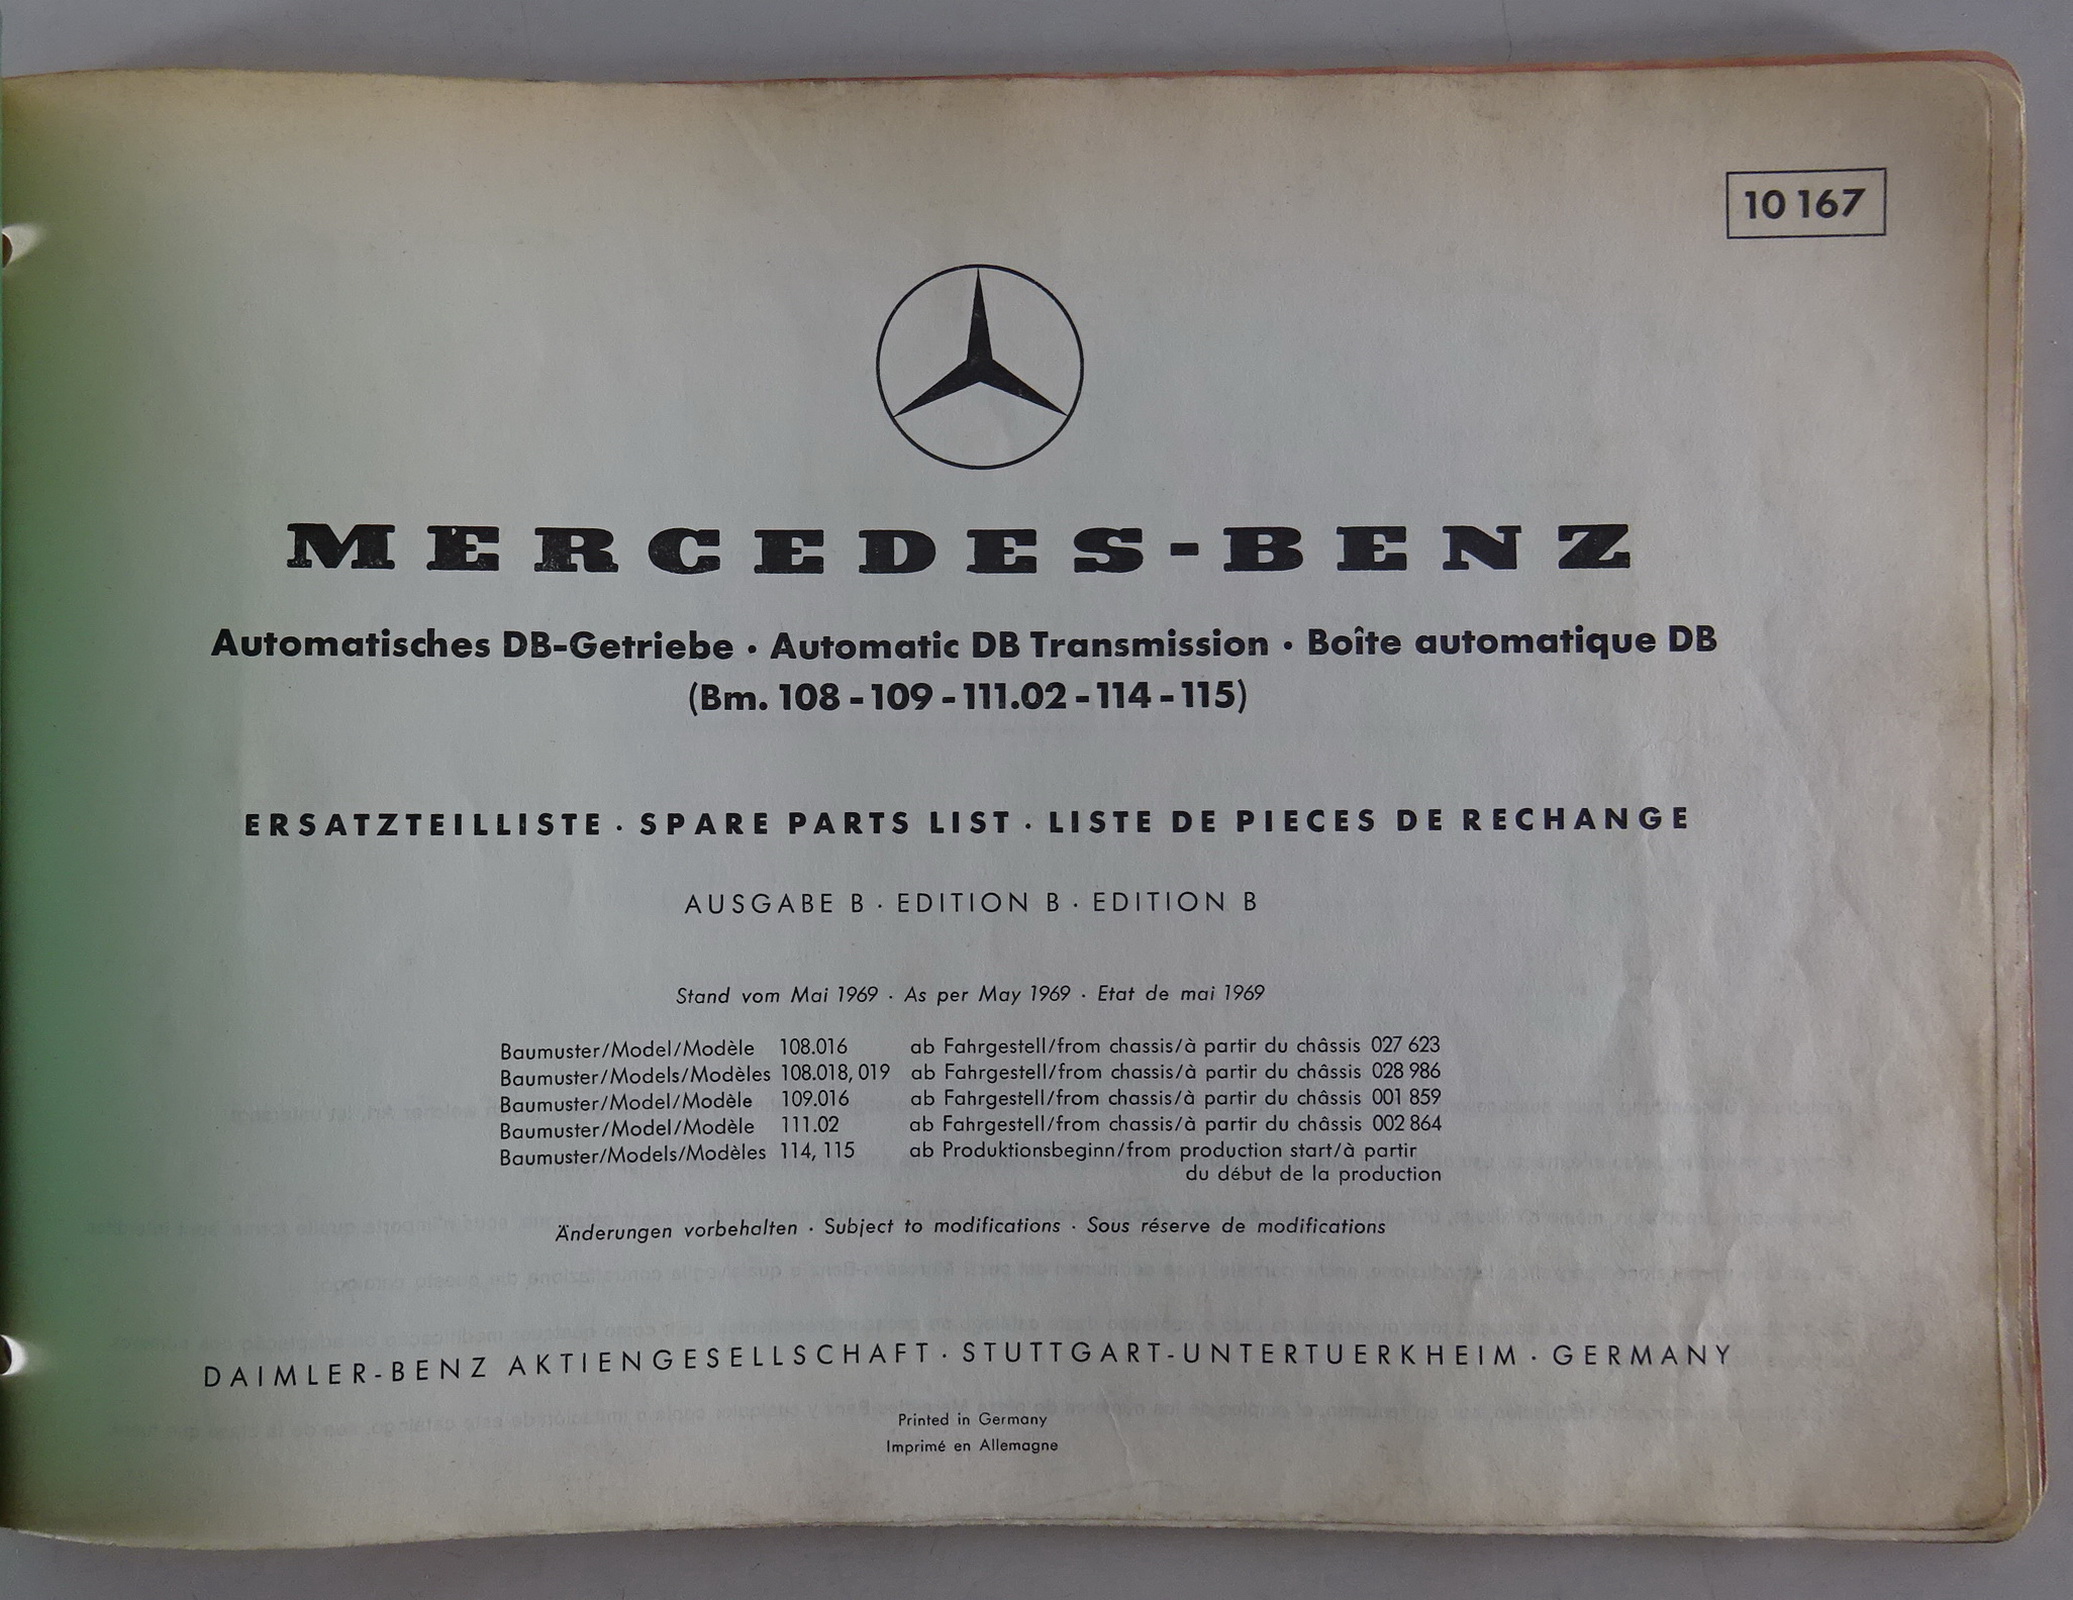 10 167
MERCEDES-BENZ
Automatisches DB-Getriebe · Automatic DB Transmission · Boîte automatique DB
(Bm. 108 - 109 - 111.02 - 114 - 115)
ERSATZTEILLISTE · SPARE PARTS LIST · LISTE DE PIECES DE RECHANGE
AUSGABE B · EDITION B · EDITION B
Stand vom Mai 1969 · As per May 1969 · Etat de mai 1969
Baumuster/Model/Modèle 108.016 ab Fahrgestell/from chassis/à partir du châssis 027 623
Baumuster/Models/Modèles 108.018, 019 ab Fahrgestell/from chassis/à partir du châssis 028 986
Baumuster/Model/Modèle 109.016 ab Fahrgestell/from chassis/à partir du châssis 001 859
Baumuster/Model/Modèle 111.02 ab Fahrgestell/from chassis/à partir du châssis 002 864
Baumuster/Models/Modèles 114, 115 ab Produktionsbeginn/from production start/à partir
du début de la production
Änderungen vorbehalten · Subject to modifications · Sous réserve de modifications
DAIMLER-BENZ AKTIENGESELLSCHAFT · STUTTGART-UNTERTUERKHEIM · GERMANY
Printed in Germany
Imprimé en Allemagne